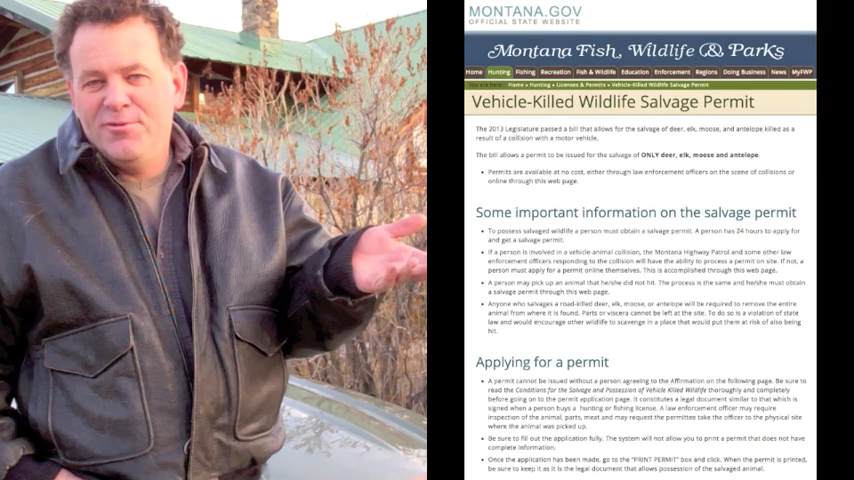 MONTANA.GOV
OFFICIAL STATE WEBSITE
Montana Fish, Wildlife & Parks
Home Hunting Fishing Recreation Fish & Wildlife Education Enforcement Regions Doing Business News MyFWP
Home » Hunting » Licenses & Permits » Vehicle-Killed Wildlife Salvage Permit
Vehicle-Killed Wildlife Salvage Permit
The 2013 Legislature passed a bill that allows for the salvage of deer, elk, moose, and antelope killed as a
result of a collision with a motor vehicle.
The bill allows a permit to be issued for the salvage of ONLY deer, elk, moose and antelope.
• Permits are available at no cost, either through law enforcement officers on the scene of collisions or
online through this web page.
Some important information on the salvage permit
• To possess salvaged wildlife a person must obtain a salvage permit. A person has 24 hours to apply for
and get a salvage permit.
• If a person is involved in a vehicle-animal collision, the Montana Highway Patrol and some other law
enforcement officers responding to the collision will have the ability to process a permit on site. If not, a
person must apply for a permit online themselves. This is accomplished through this web page.
• A person may pick up an animal that he/she did not hit. The process is the same and he/she must obtain
a salvage permit through this web page.
• Anyone who salvages a road-killed deer, elk, moose, or antelope will be required to remove the entire
animal from where it is found. Parts or viscera cannot be left at the site. To do so is a violation of state
law and would encourage other wildlife to scavenge in a place that would put them at risk of also being
hit.
Applying for a permit
• A permit cannot be issued without a person agreeing to the Affirmation on the following page. Be sure to
read the Conditions for the Salvage and Possession of Vehicle Killed Wildlife thoroughly and completely
before going on to the permit application page. It constitutes a legal document similar to that which is
signed when a person buys a hunting or fishing license. A law enforcement officer may require
inspection of the animal, parts, meat and may request the permittee take the officer to the physical site
where the animal was picked up.
• Be sure to fill out the application fully. The system will not allow you to print a permit that does not have
complete information.
• Once the application has been made, go to the "PRINT PERMIT" box and click. When the permit is printed,
be sure to keep it as it is the legal document that allows possession of the salvaged animal.